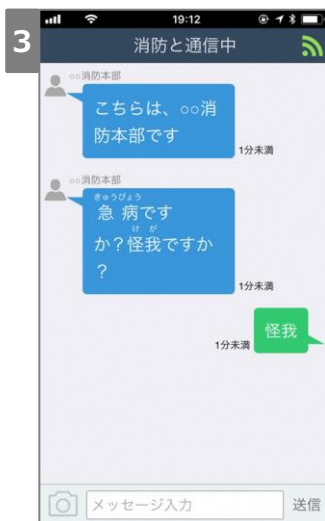 3
19:12
消防と通信中
○○消防本部
こちらは、○○消
防本部です
1分未満
○○消防本部
きゅうびょう
急病です
けが
か？怪我ですか
？
1分未満
怪我
1分未満
メッセージ入力
送信